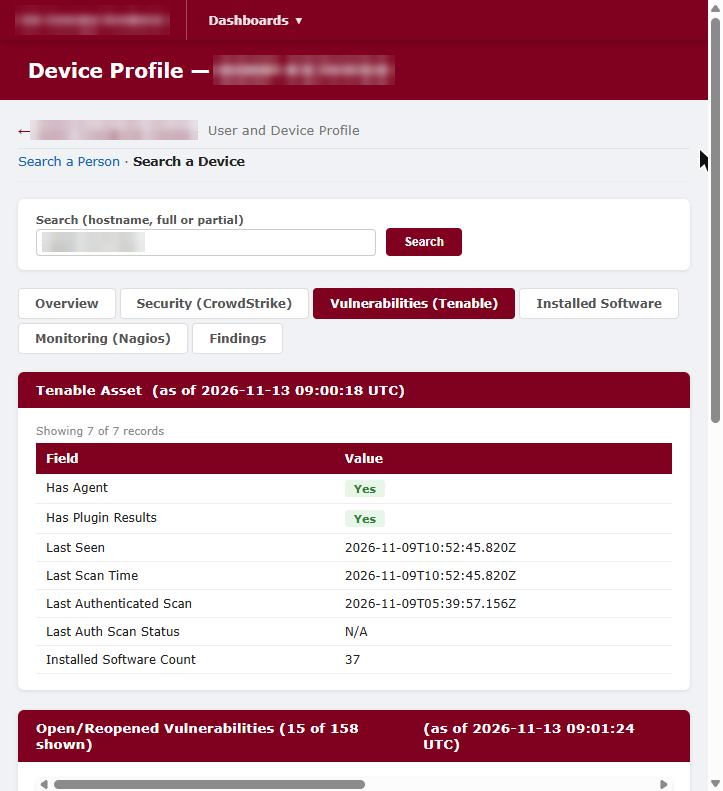 Dashboards ▼
Device Profile —
← User and Device Profile
Search a Person · Search a Device
Search (hostname, full or partial)
Search
Overview
Security (CrowdStrike)
Vulnerabilities (Tenable)
Installed Software
Monitoring (Nagios)
Findings
Tenable Asset (as of 2026-11-13 09:00:18 UTC)
Showing 7 of 7 records
Field Value
Has Agent Yes
Has Plugin Results Yes
Last Seen 2026-11-09T10:52:45.820Z
Last Scan Time 2026-11-09T10:52:45.820Z
Last Authenticated Scan 2026-11-09T05:39:57.156Z
Last Auth Scan Status N/A
Installed Software Count 37
Open/Reopened Vulnerabilities (15 of 158
shown)
(as of 2026-11-13 09:01:24
UTC)